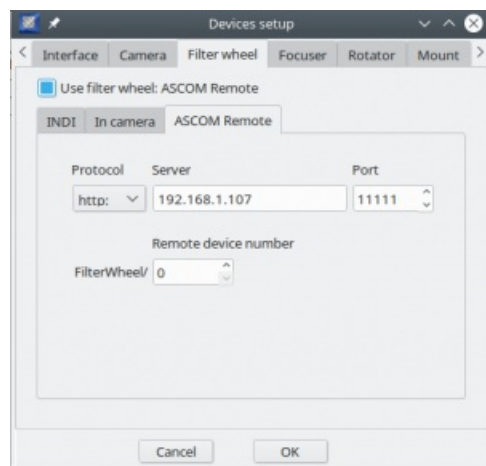 Devices setup
Interface Camera Filter wheel Focuser Rotator Mount
Use filter wheel: ASCOM Remote
INDI In camera ASCOM Remote
Protocol Server Port
http: 192.168.1.107 11111
Remote device number
FilterWheel/ 0
Cancel OK